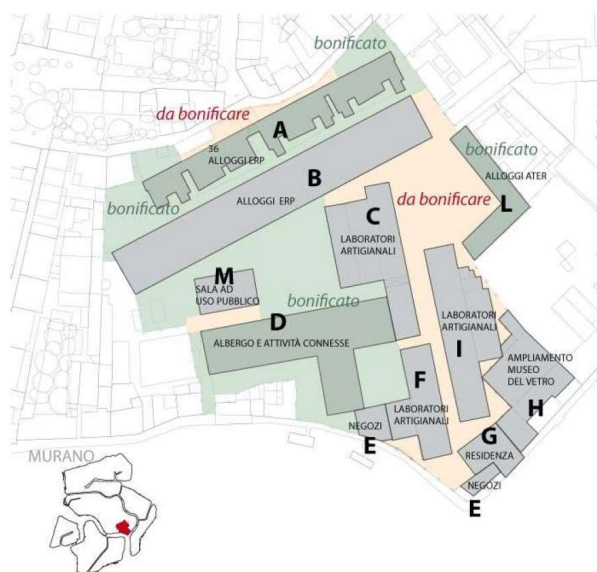 bonificato
da bonificare
A
36
ALLOGGI ERP
bonificato
B
ALLOGGI ERP
bonificato
ALLOGGI ATER
L
da bonificare
C
LABORATORI
ARTIGIANALI
M
SALA AD
USO PUBBLICO
bonificato
D
ALBERGO E ATTIVITÀ CONNESSE
LABORATORI
ARTIGIANALI
I
AMPLIAMENTO
MUSEO
DEL VETRO
H
F
LABORATORI
ARTIGIANALI
NEGOZI
E
G
RESIDENZA
NEGOZI
E
MURANO